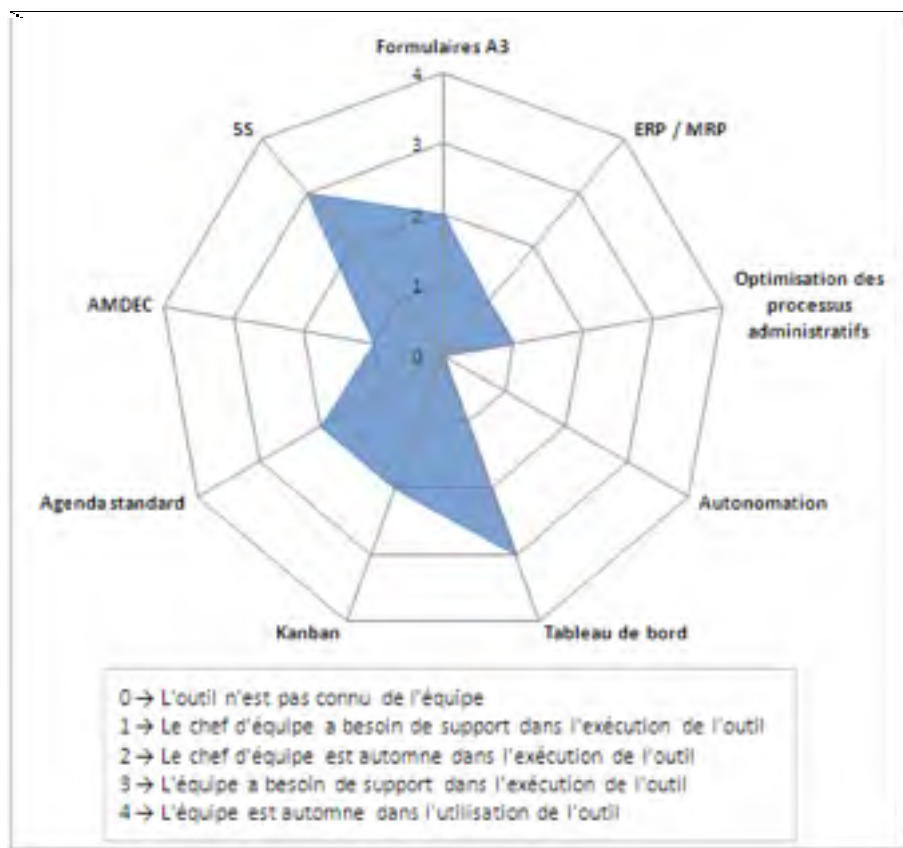 Formulaires A3
4
5S
ERP / MRP
3
2
Optimisation des
processus
administratifs
AMDEC
1
0
Agenda standard
Autonomation
Kanban
Tableau de bord
0 → L'outil n'est pas connu de l'équipe
1 → Le chef d'équipe a besoin de support dans l'exécution de l'outil
2 → Le chef d'équipe est automne dans l'exécution de l'outil
3 → L'équipe a besoin de support dans l'exécution de l'outil
4 → L'équipe est automne dans l'utilisation de l'outil